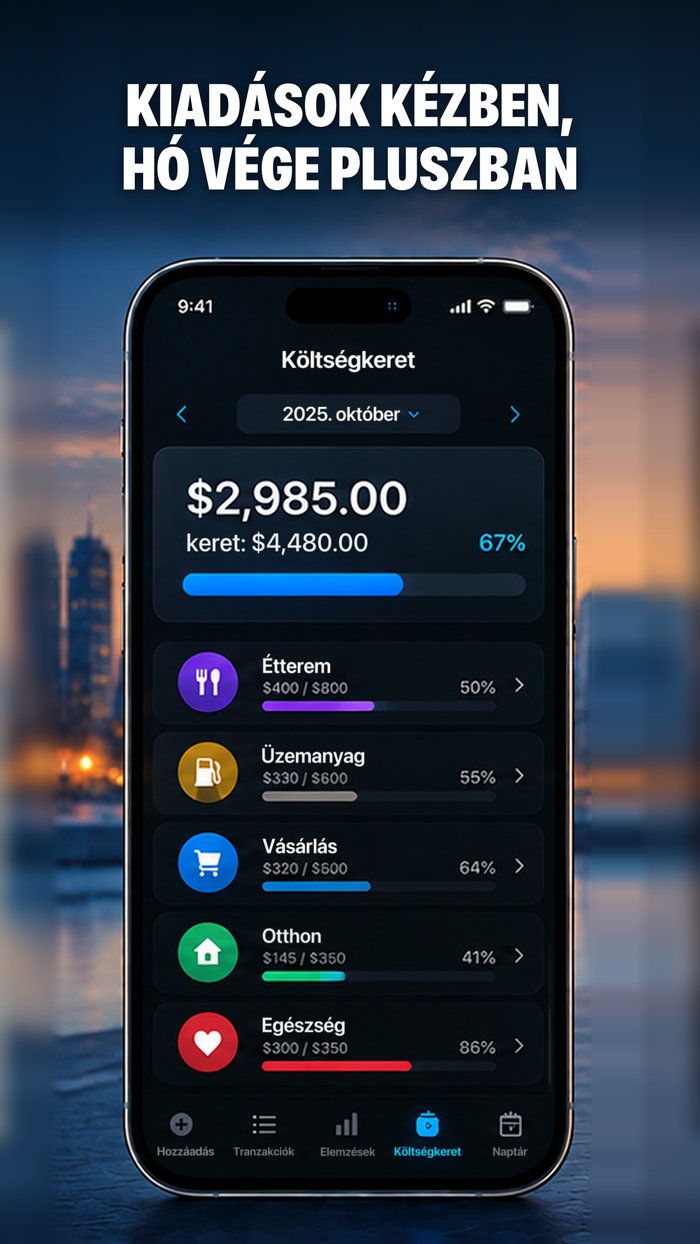 KIADÁSOK KÉZBEN,
HÓ VÉGE PLUSZBAN
9:41
Költségkeret
2025. október
$2,985.00
keret: $4,480.00
67%
Étterem
$400 / $800
50%
Üzemanyag
$330 / $600
55%
Vásárlás
$320 / $600
64%
Otthon
$145 / $350
41%
Egészség
$300 / $350
86%
Hozzáadás
Tranzakciók
Elemzések
Költségkeret
Naptár